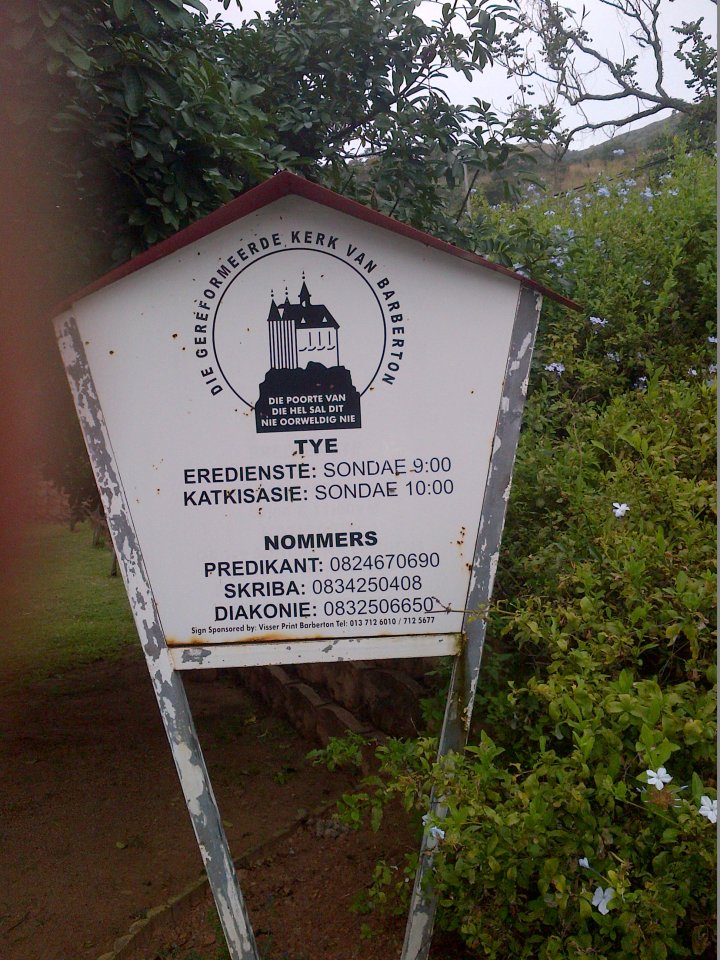 DIE GEREFORMEERDE KERK VAN BARBERTON
DIE POORTE VAN
DIE HEL SAL DIT
NIE OORWELDIG NIE
TYE
EREDIENSTE: SONDAE 9:00
KATKISASIE: SONDAE 10:00
NOMMERS
PREDIKANT: 0824670690
SKRIBA: 0834250408
DIAKONIE: 0832506650
Sign Sponsored by: Visser Print Barberton Tel: 013 712 6010 / 712 5677